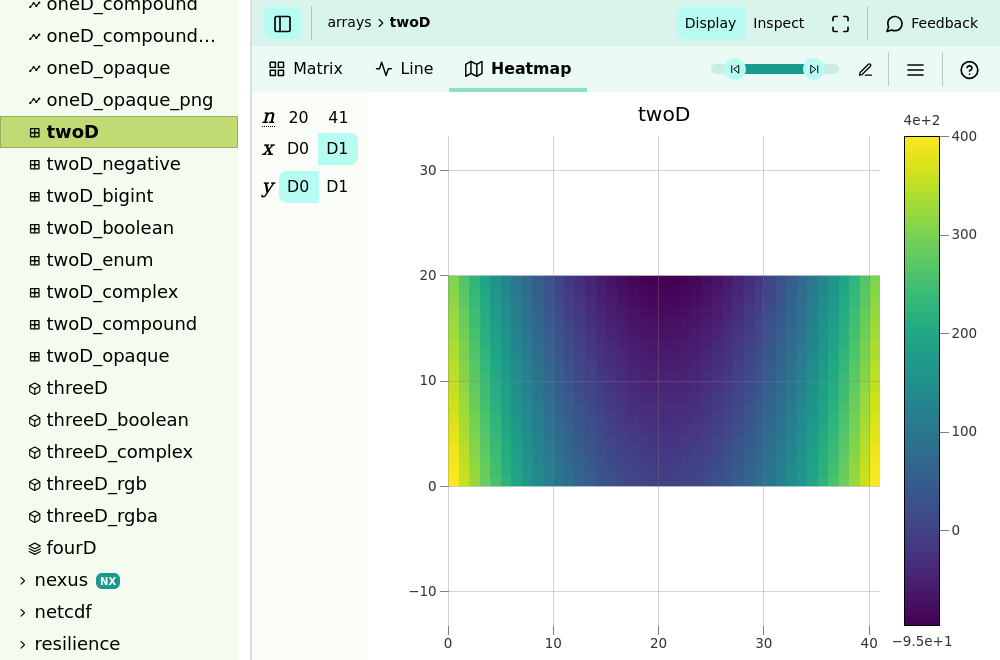 oneD_compound
oneD_compound...
oneD_opaque
oneD_opaque_png
twoD
twoD_negative
twoD_bigint
twoD_boolean
twoD_enum
twoD_complex
twoD_compound
twoD_opaque
threeD
threeD_boolean
threeD_complex
threeD_rgb
threeD_rgba
fourD
nexus NX
netcdf
resilience
arrays > twoD
Display
Inspect
Feedback
Matrix
Line
Heatmap
n 20 41
x D0 D1
y D0 D1
twoD
30
20
10
0
−10
0
10
20
30
40
4e+2
400
300
200
100
0
−9.5e+1